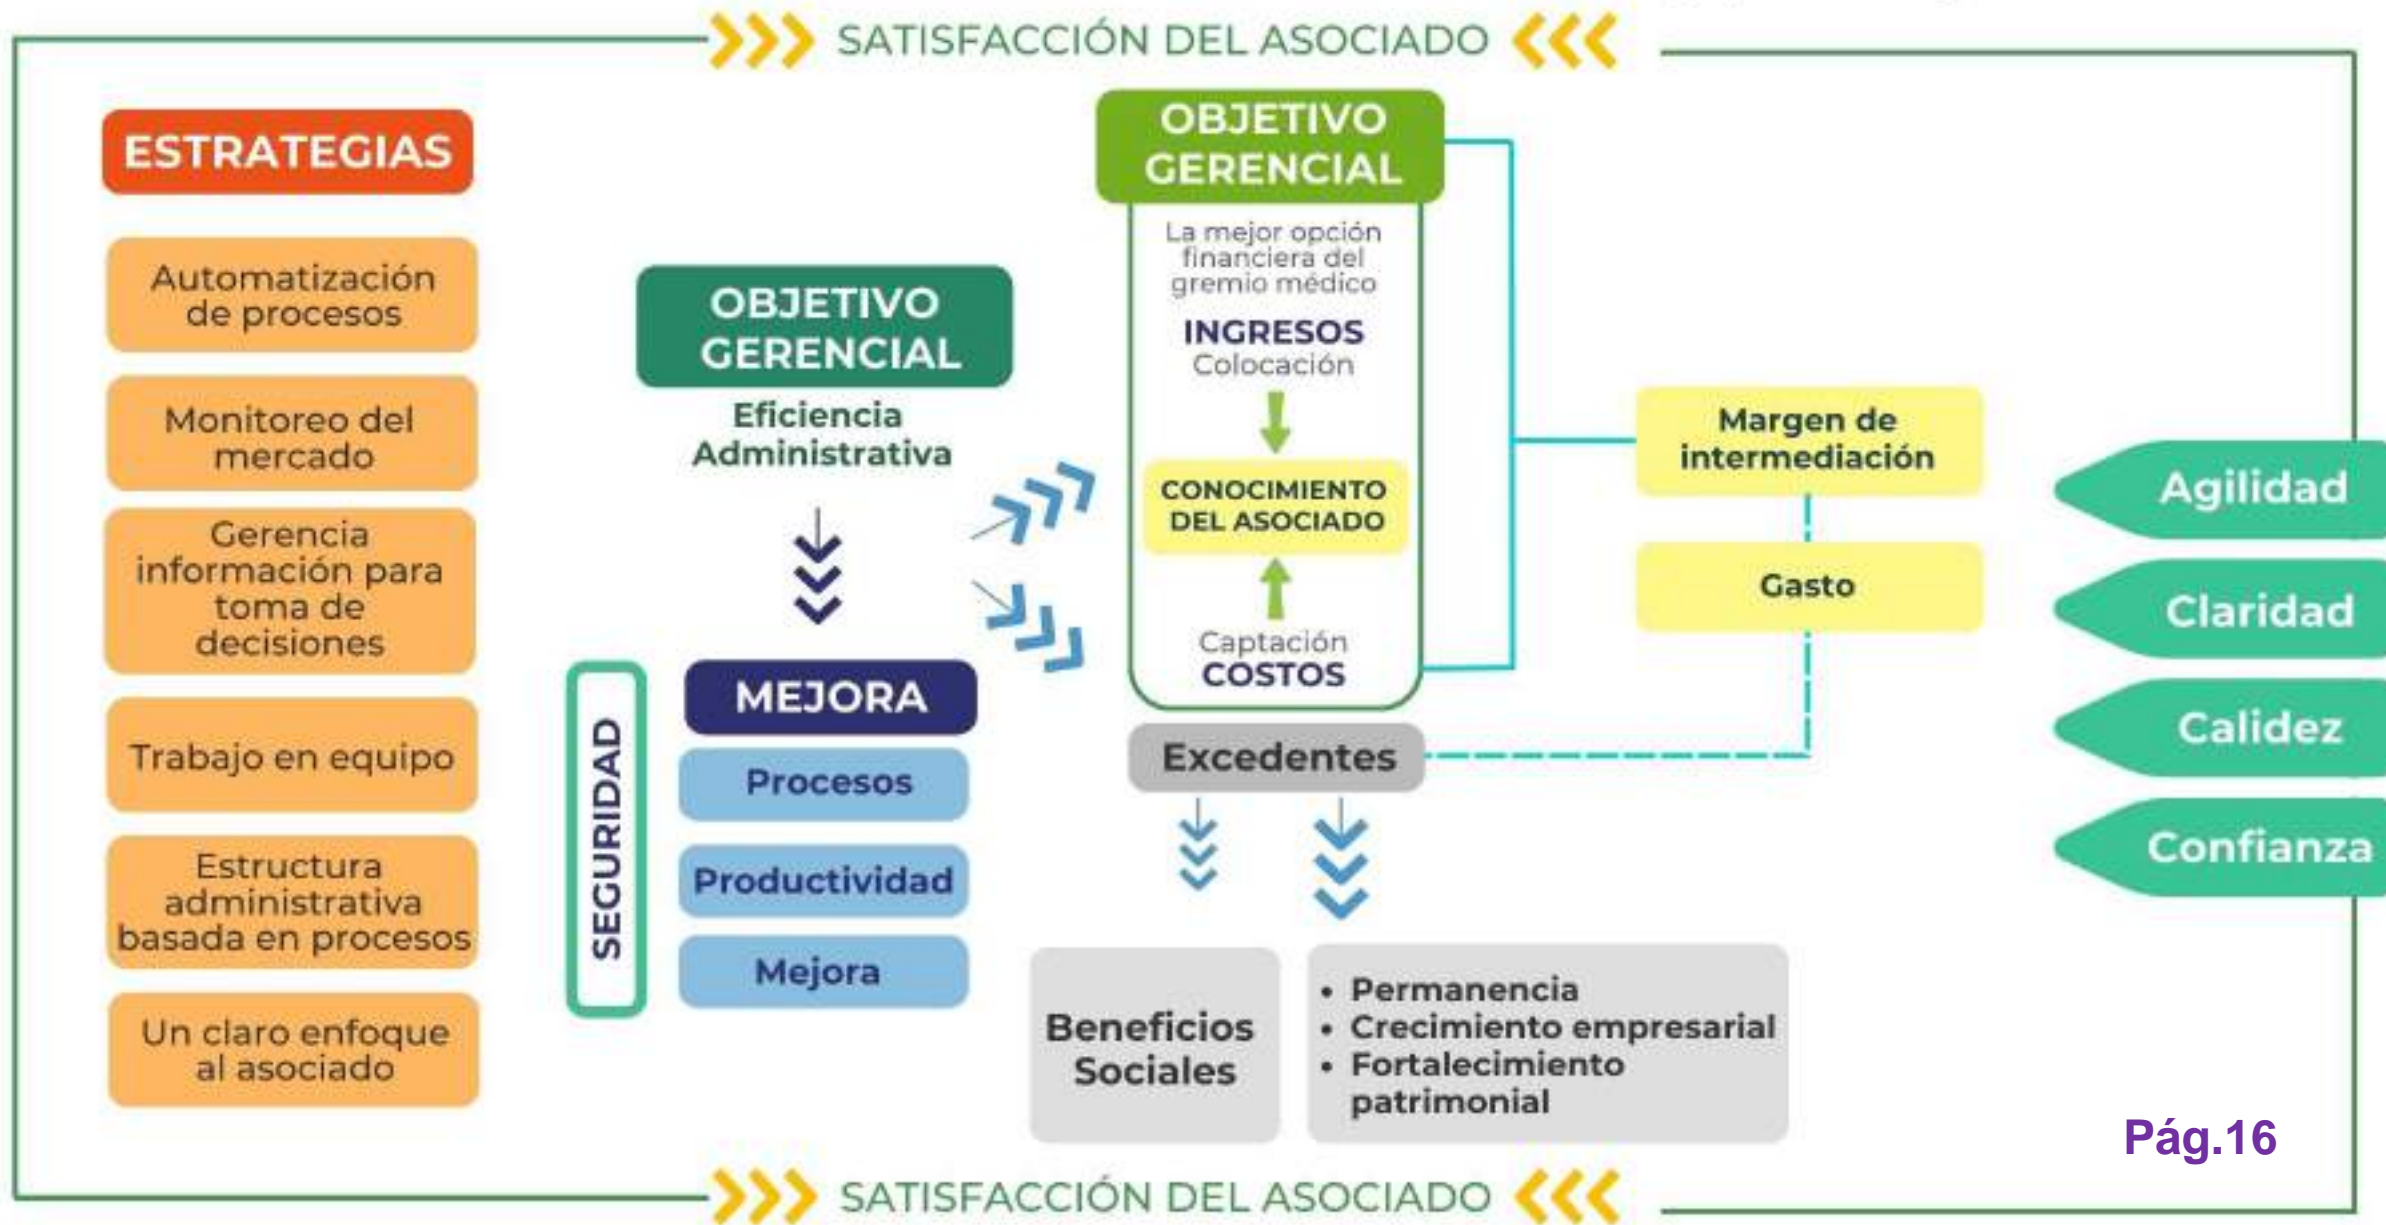 SATISFACCIÓN DEL ASOCIADO
ESTRATEGIAS
Automatización
de procesos
Monitoreo del
mercado
Gerencia
información para
toma de
decisiones
Trabajo en equipo
Estructura
administrativa
basada en procesos
Un claro enfoque
al asociado
OBJETIVO
GERENCIAL
Eficiencia
Administrativa
SEGURIDAD
MEJORA
Procesos
Productividad
Mejora
OBJETIVO
GERENCIAL
La mejor opción
financiera del
gremio médico
INGRESOS
Colocación
CONOCIMIENTO
DEL ASOCIADO
Captación
COSTOS
Excedentes
Beneficios
Sociales
• Permanencia
• Crecimiento empresarial
• Fortalecimiento
patrimonial
Margen de
intermediación
Gasto
Agilidad
Claridad
Calidez
Confianza
Pág.16
SATISFACCIÓN DEL ASOCIADO